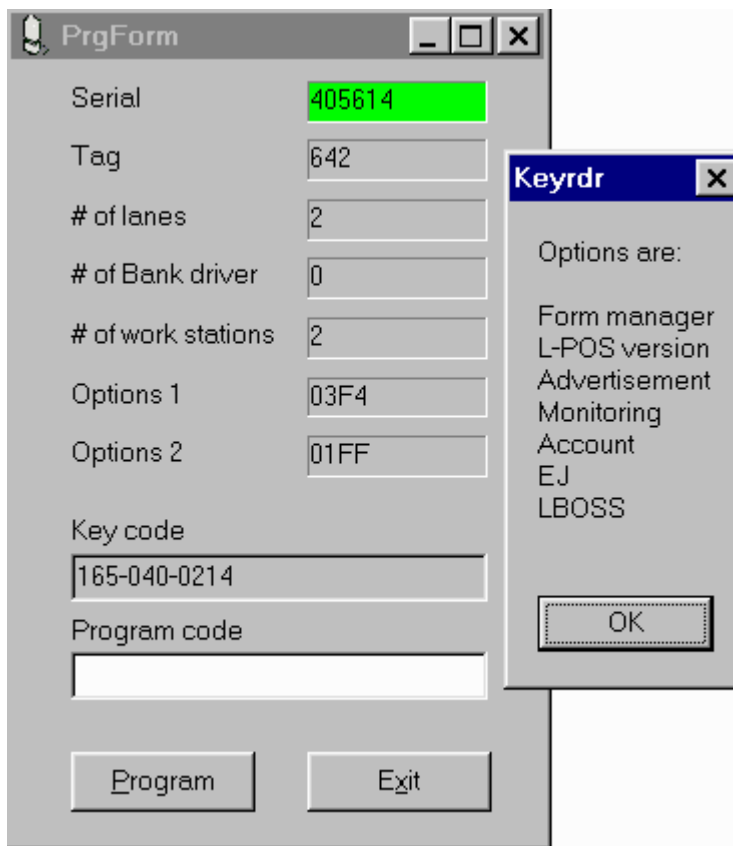 PrgForm
Serial 405614
Tag 642
# of lanes 2
# of Bank driver 0
# of work stations 2
Options 1 03F4
Options 2 01FF
Key code
165-040-0214
Program code
Program Exit
Keyrdr
Options are:
Form manager
L-POS version
Advertisement
Monitoring
Account
EJ
LBOSS
OK